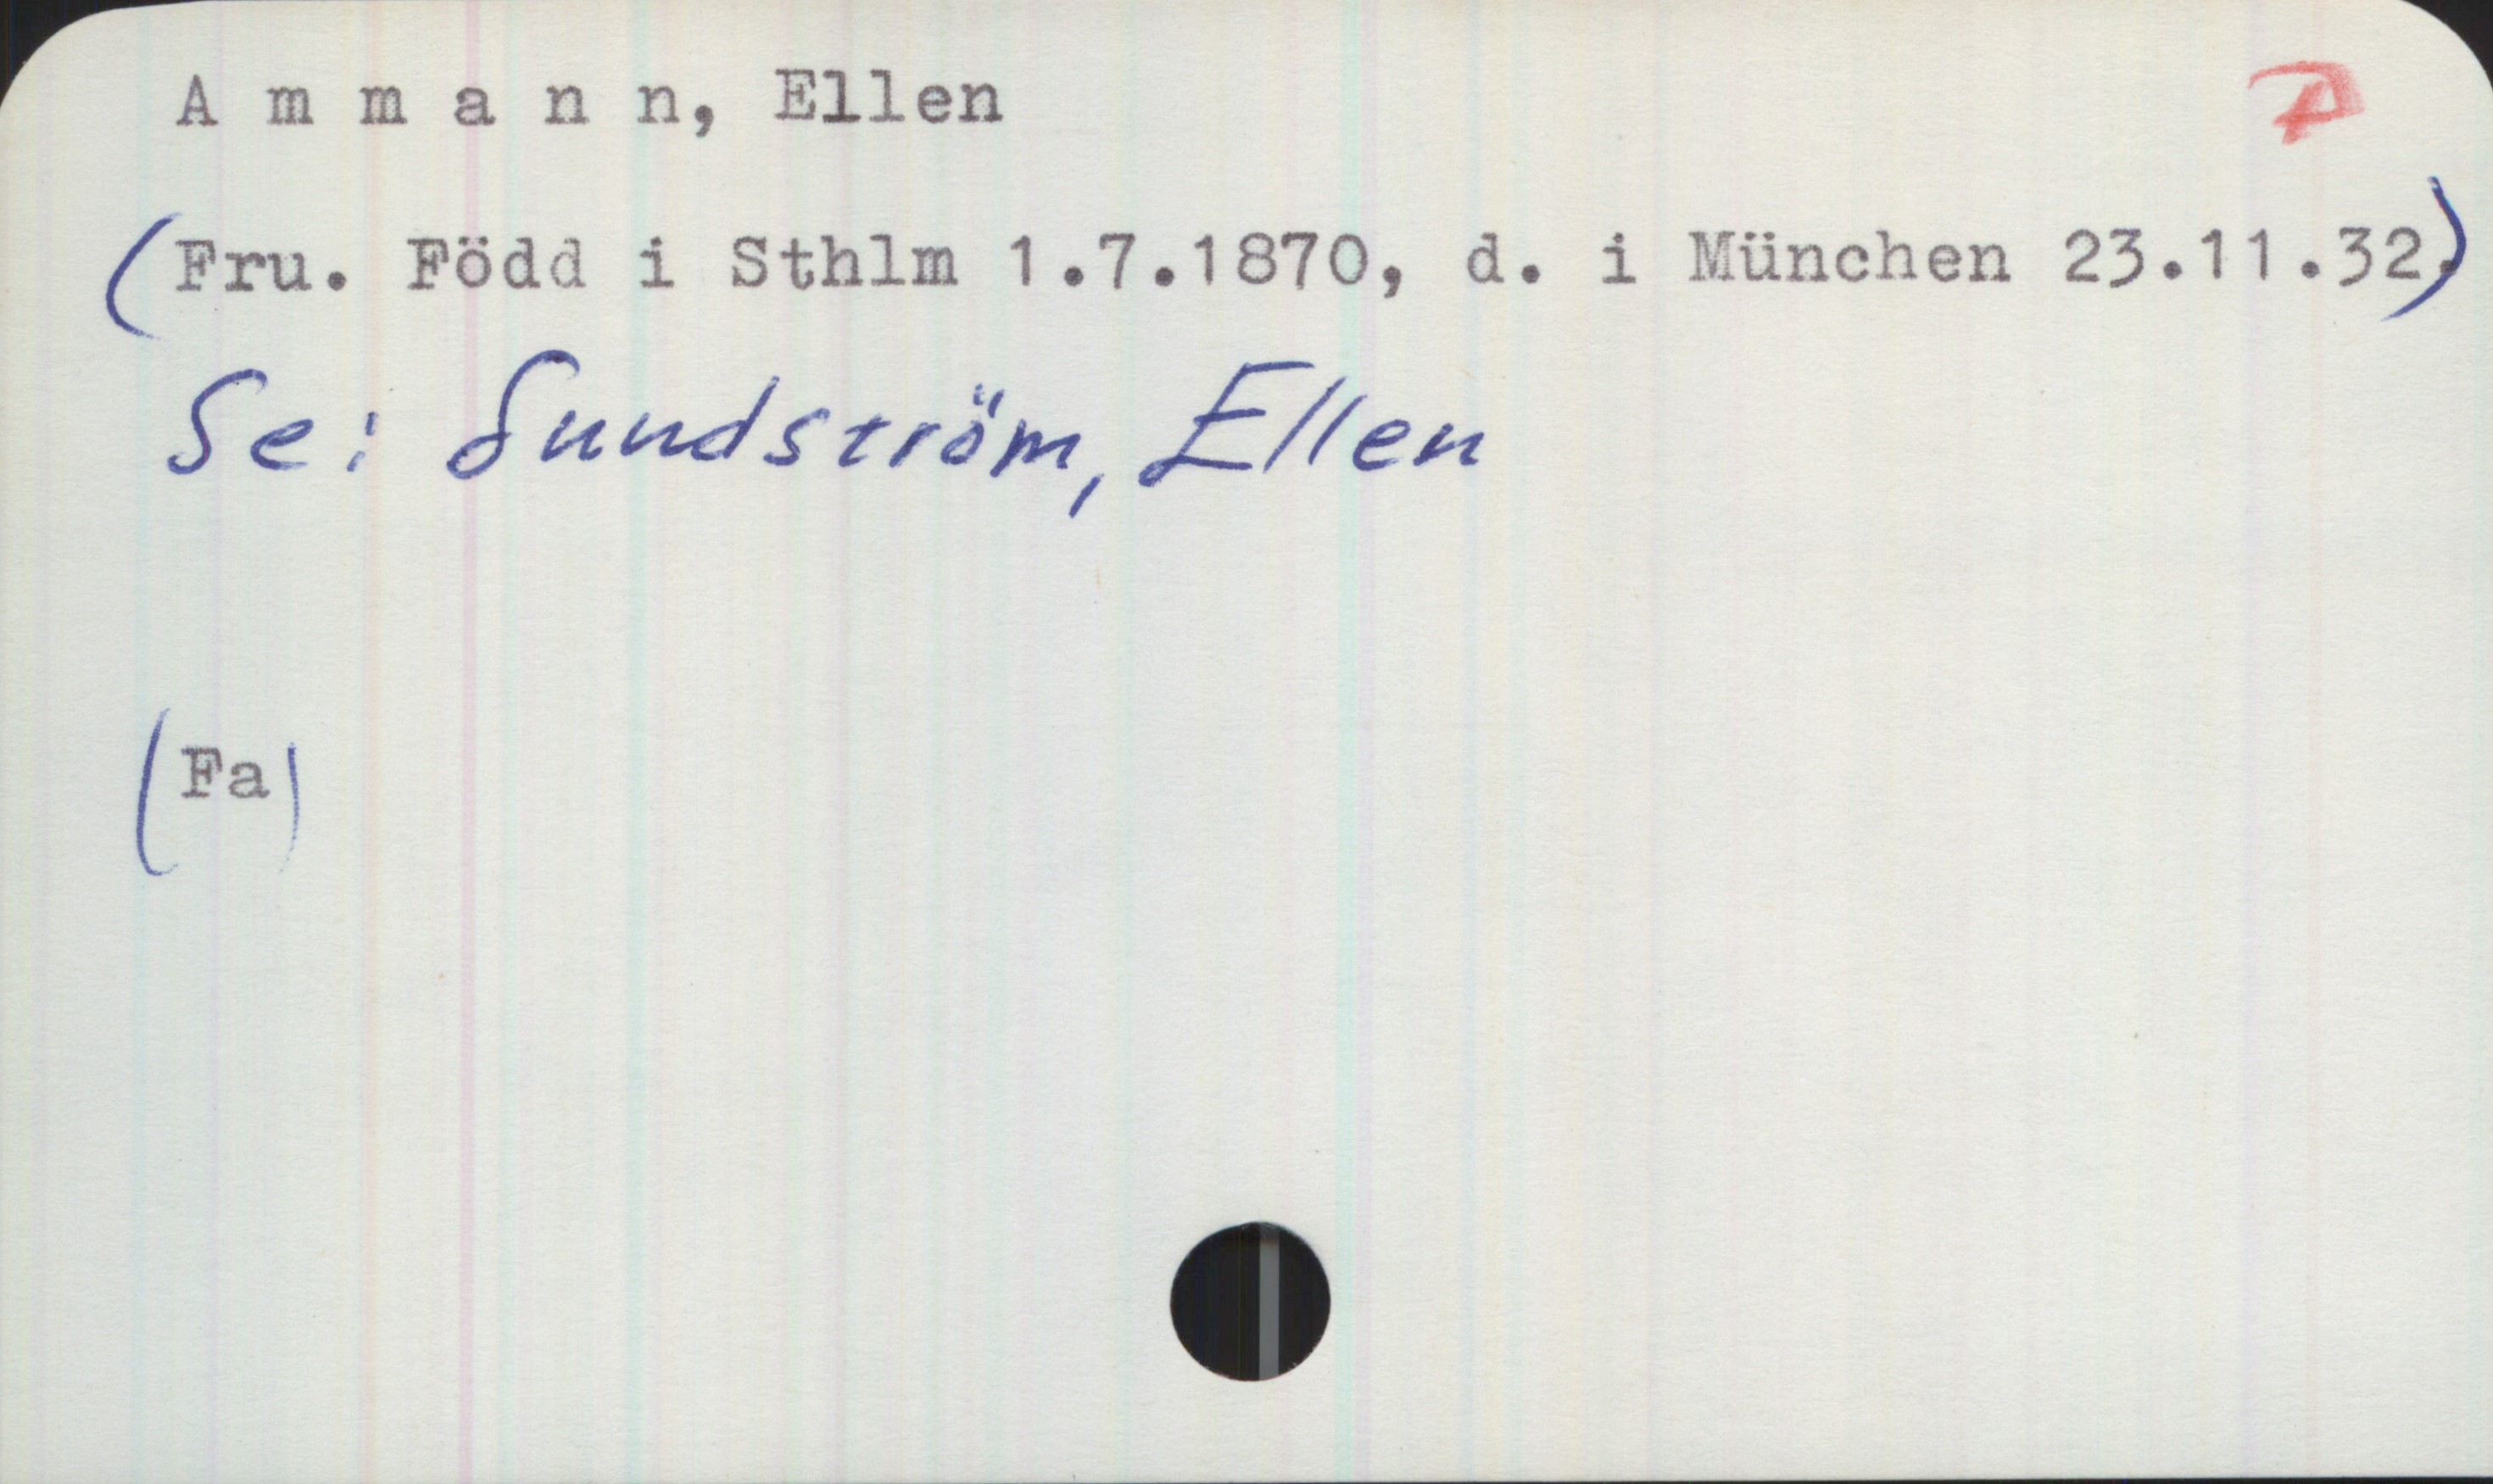 A m m a n n, Ellen
(Fru. Född i Sthlm 1.7.1870, d. i München 23.11.32.)
Se: Sundström, Ellen
(Fa)